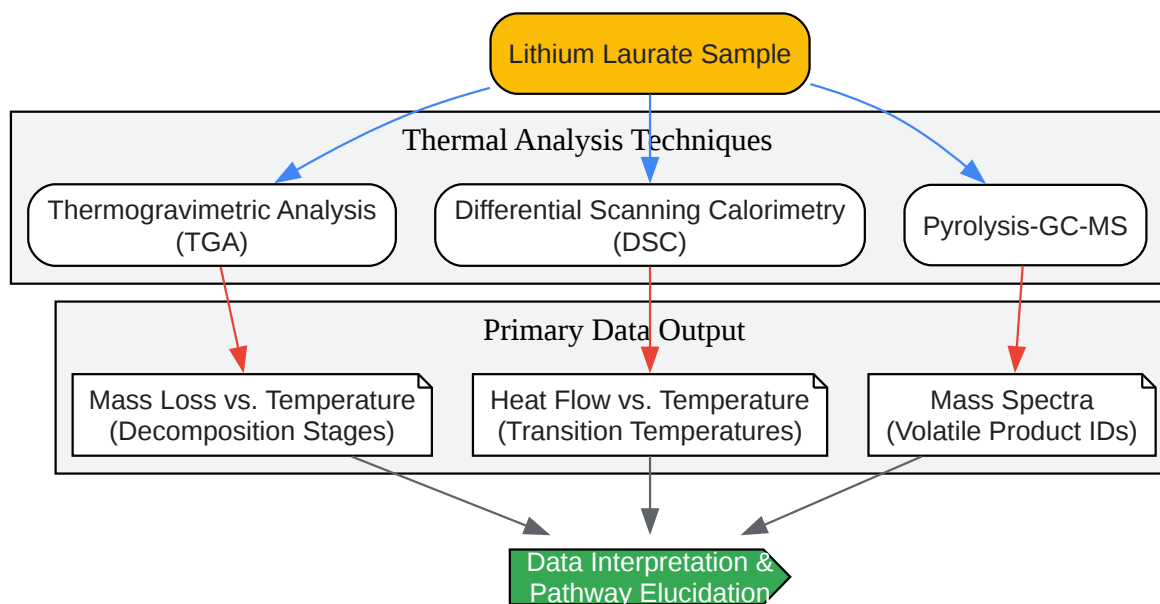 Lithium Laurate Sample
Thermal Analysis Techniques
Thermogravimetric Analysis
(TGA)
Differential Scanning Calorimetry
(DSC)
Pyrolysis-GC-MS
Primary Data Output
Mass Loss vs. Temperature
(Decomposition Stages)
Heat Flow vs. Temperature
(Transition Temperatures)
Mass Spectra
(Volatile Product IDs)
Data Interpretation &
Pathway Elucidation